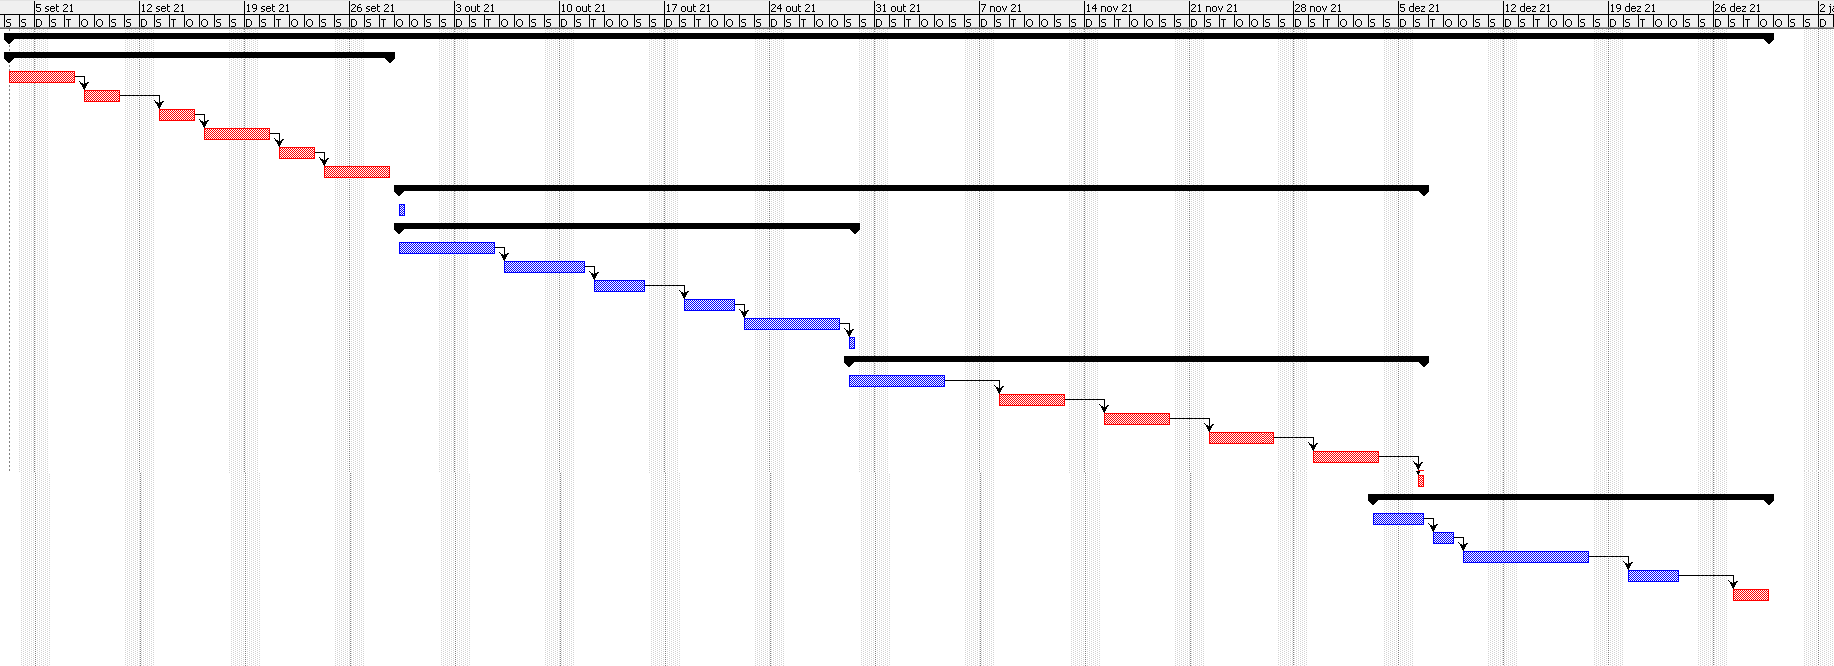 5 set 21 12 set 21 19 set 21 26 set 21 3 out 21 10 out 21 17 out 21 24 out 21 31 out 21 7 nov 21 14 nov 21 21 nov 21 28 nov 21 5 dez 21 12 dez 21 19 dez 21 26 dez 21 2 ja
S S D S T O O S S D S T O O S S D S T O O S S D S T O O S S D S T O O S S D S T O O S S D S T O O S S D S T O O S S D S T O O S S D S T O O S S D S T O O S S D S T O O S S D S T O O S S D S T O O S S D S T O O S S D S T O O S S D S T O O S S D